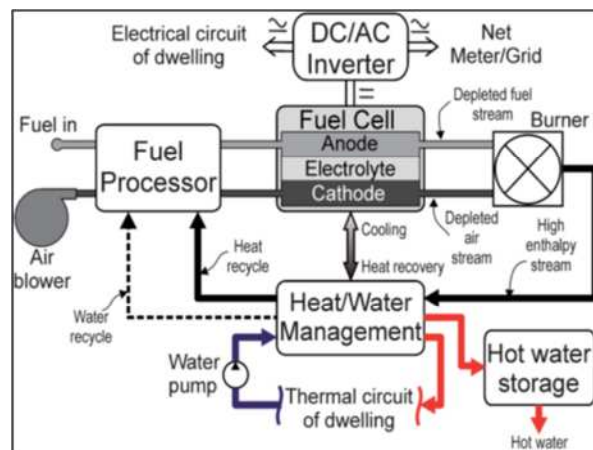 Electrical circuit
of dwelling
DC/AC
Inverter
Net
Meter/Grid
Fuel in
Fuel
Processor
Fuel Cell
Anode
Electrolyte
Cathode
Depleted fuel
stream
Burner
Air
blower
Heat
recycle
Water
recycle
Cooling
Heat recovery
Depleted
air
stream
High
enthalpy
stream
Heat/Water
Management
Water
pump
Thermal circuit
of dwelling
Hot water
storage
Hot water